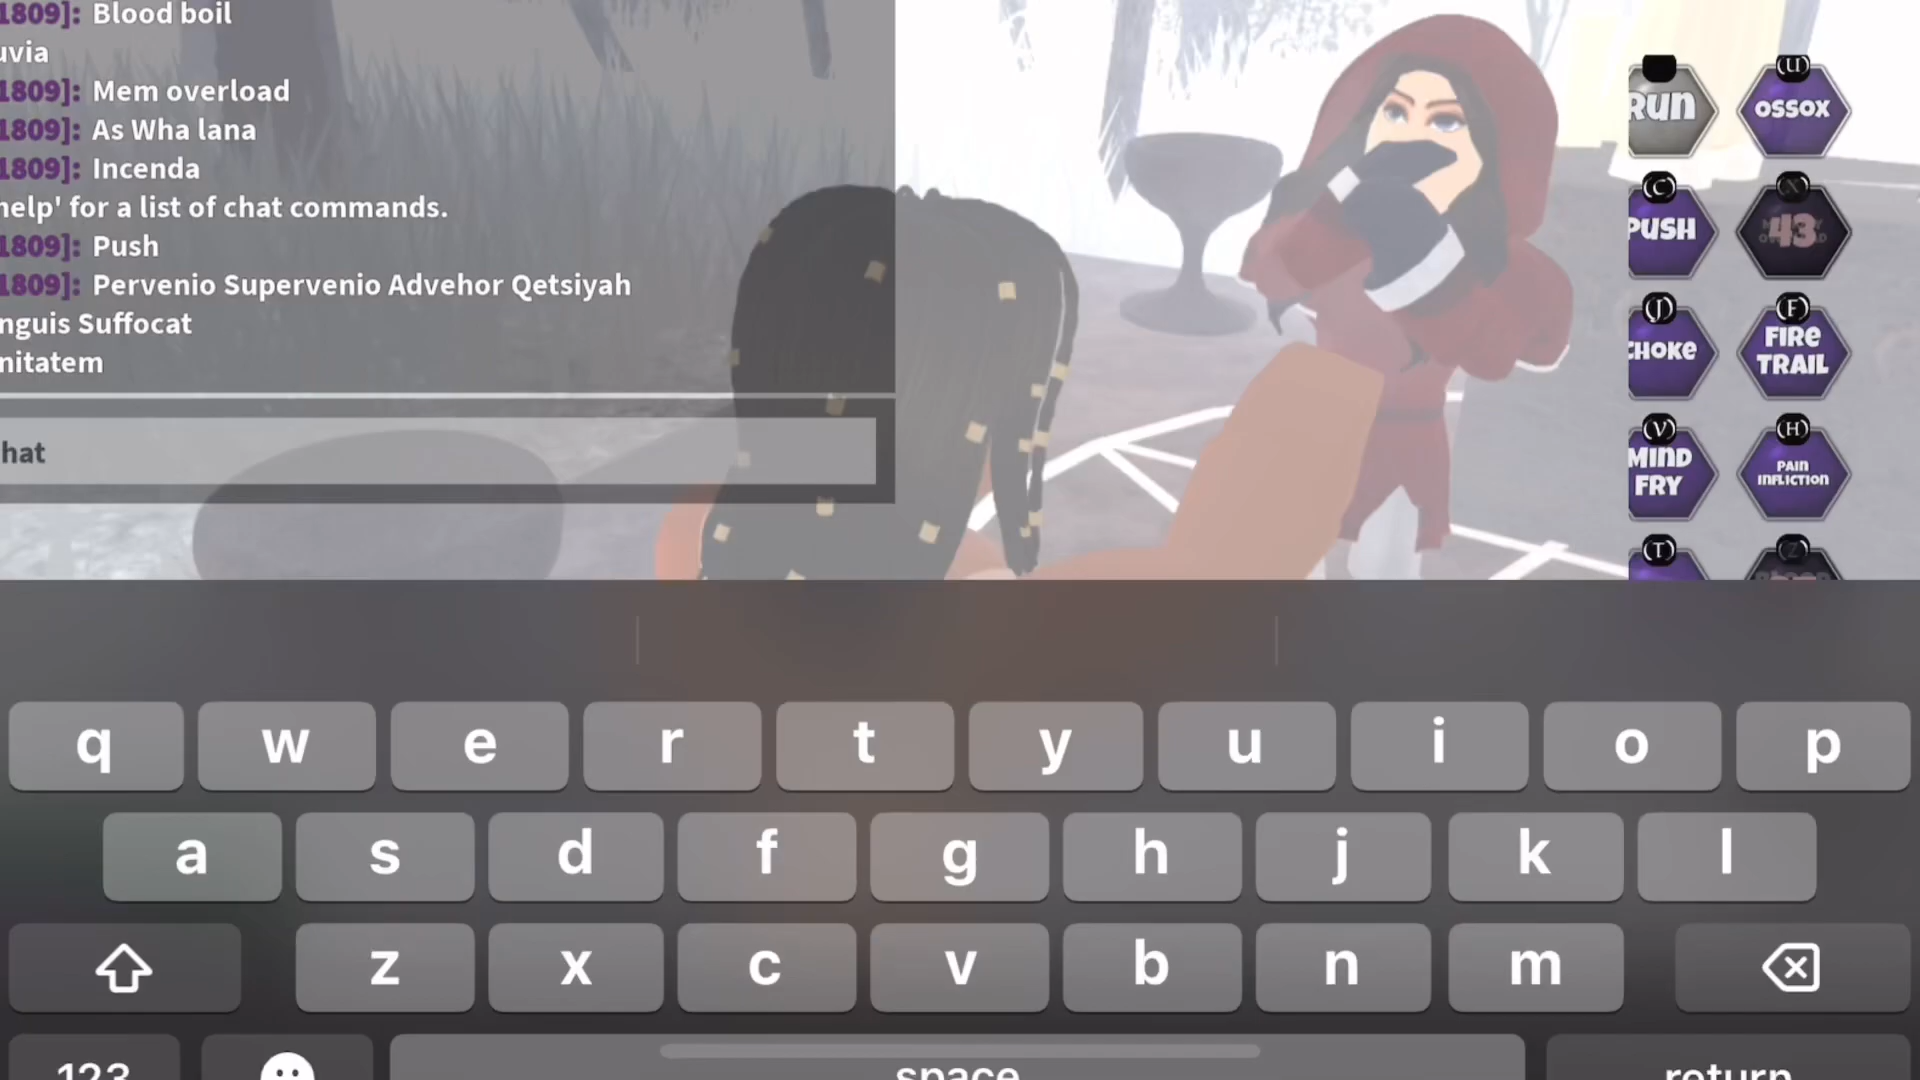 1809]: Blood boil
uvia
1809]: Mem overload
1809]: As Wha lana
1809]: Incenda
help' for a list of chat commands.
1809]: Push
1809]: Pervenio Supervenio Advehor Qetsiyah
nguis Suffocat
nitatem
hat
RUN
(U)
OSSOX
(C)
PUSH
(X)
43
(J)
CHOKE
(F)
FIRE
TRAIL
(V)
MIND
FRY
(H)
PAIN
INFLICTION
(T)
(Z)
q w e r t y u i o p
a s d f g h j k l
z x c v b n m
123 space return